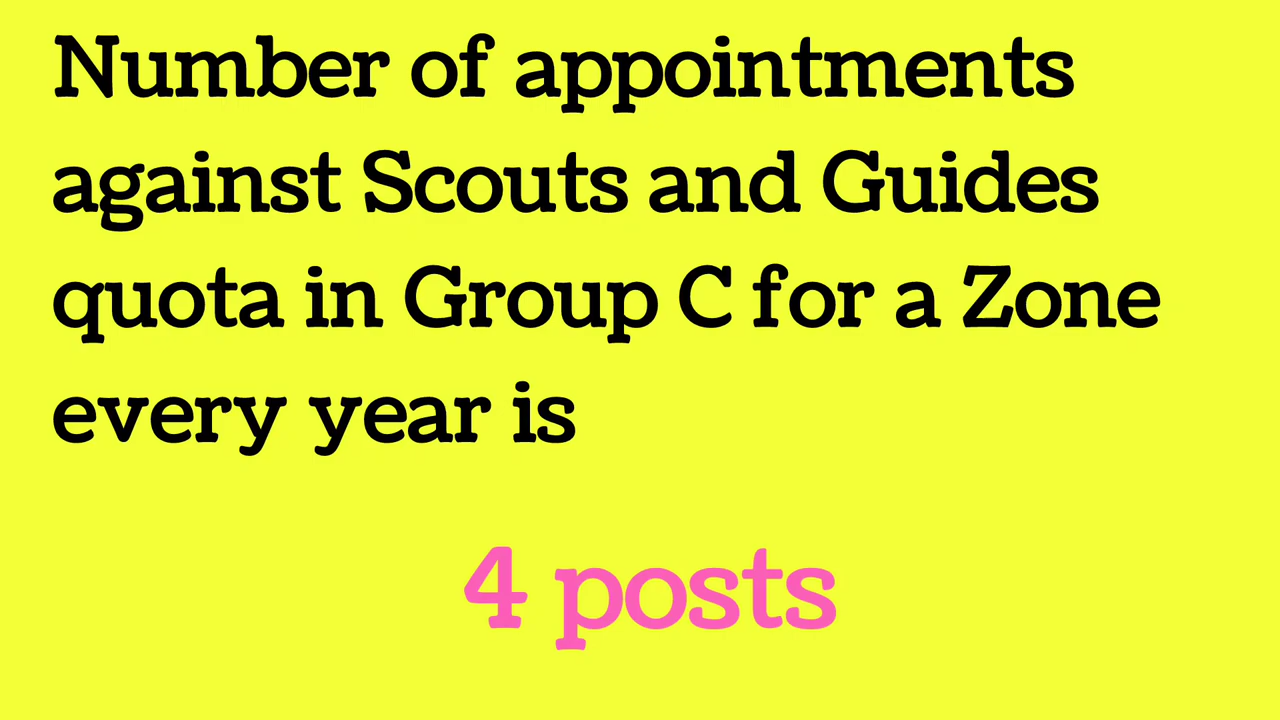 Number of appointments
against Scouts and Guides
quota in Group C for a Zone
every year is
4 posts